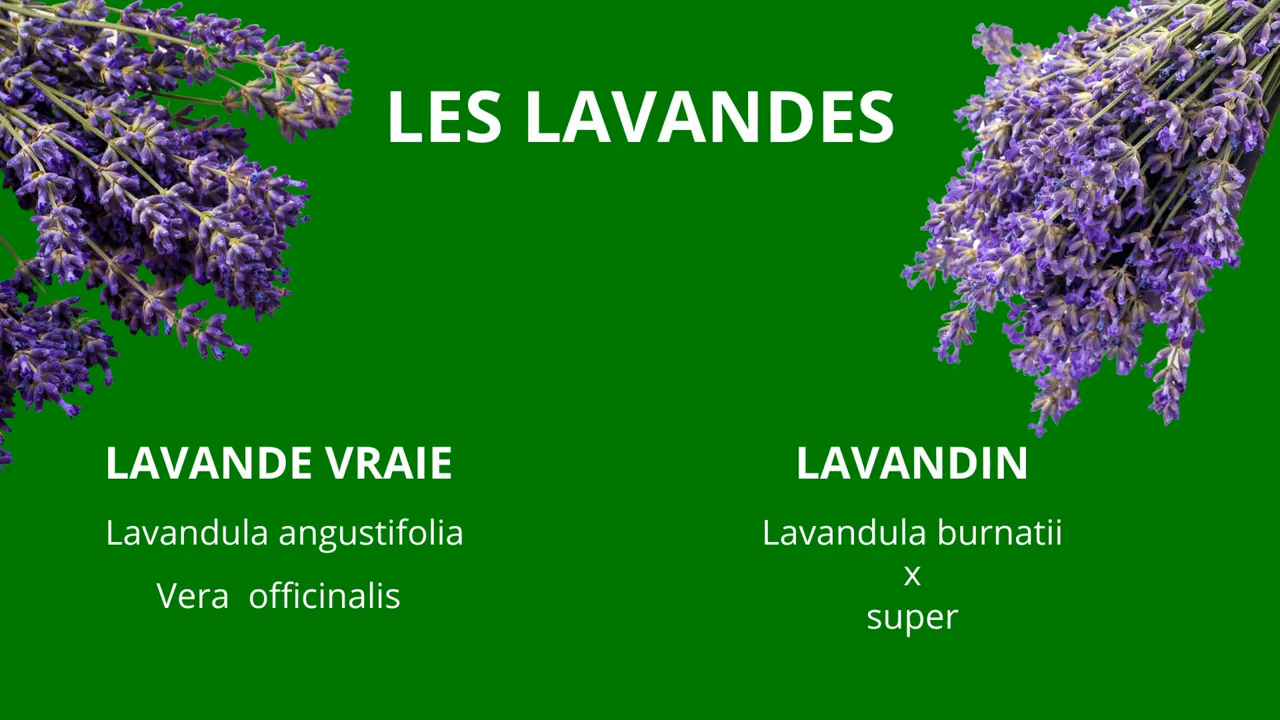 LES LAVANDES
LAVANDE VRAIE
Lavandula angustifolia
Vera officinalis
LAVANDIN
Lavandula burnatii
x
super